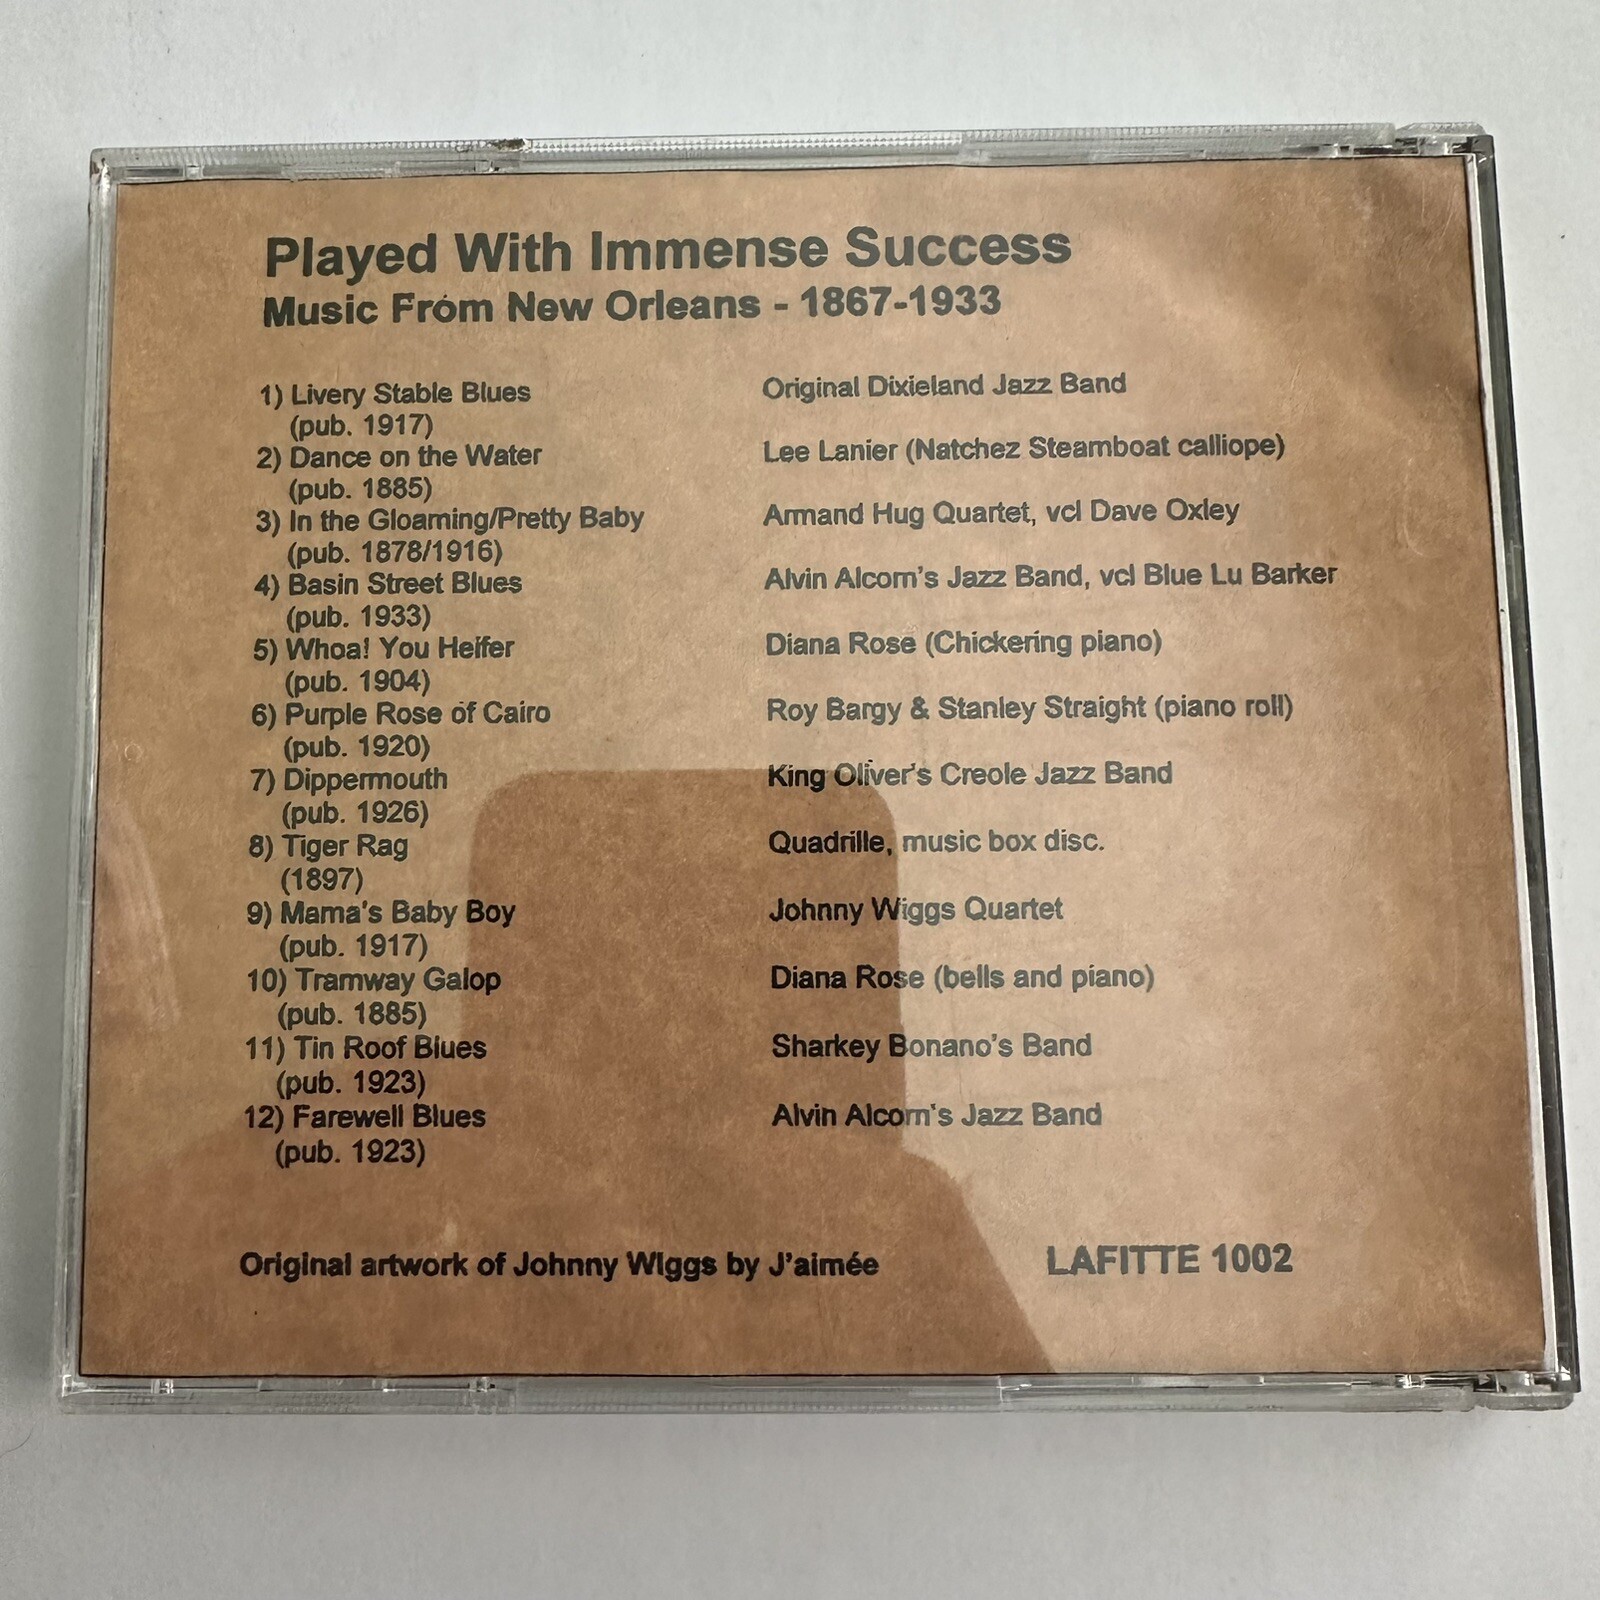 Played With Immense Success
Music From New Orleans - 1867-1933
1) Livery Stable Blues Original Dixieland Jazz Band
(pub. 1917)
2) Dance on the Water Lee Lanier (Natchez Steamboat calliope)
(pub. 1885)
3) In the Gloaming/Pretty Baby Armand Hug Quartet, vcl Dave Oxley
(pub. 1878/1916)
4) Basin Street Blues Alvin Alcorn's Jazz Band, vcl Blue Lu Barker
(pub. 1933)
5) Whoa! You Heifer Diana Rose (Chickering piano)
(pub. 1904)
6) Purple Rose of Cairo Roy Bargy & Stanley Straight (piano roll)
(pub. 1920)
7) Dippermouth King Oliver's Creole Jazz Band
(pub. 1926)
8) Tiger Rag Quadrille, music box disc.
(1897)
9) Mama's Baby Boy Johnny Wiggs Quartet
(pub. 1917)
10) Tramway Galop Diana Rose (bells and piano)
(pub. 1885)
11) Tin Roof Blues Sharkey Bonano's Band
(pub. 1923)
12) Farewell Blues Alvin Alcorn's Jazz Band
(pub. 1923)
Original artwork of Johnny Wiggs by J'aimée LAFITTE 1002